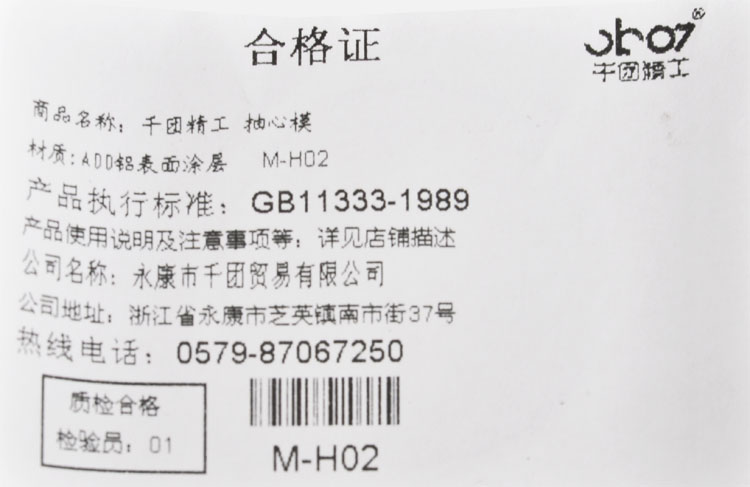 合格证
千团精工
商品名称：千团精工 抽心模
材质：ADD铝表面涂层 M-H02
产品执行标准：GB11333-1989
产品使用说明及注意事项等：详见店铺描述
公司名称：永康市千团贸易有限公司
公司地址：浙江省永康市芝英镇南市街37号
热线电话：0579-87067250
质检合格
检验员：01
M-H02